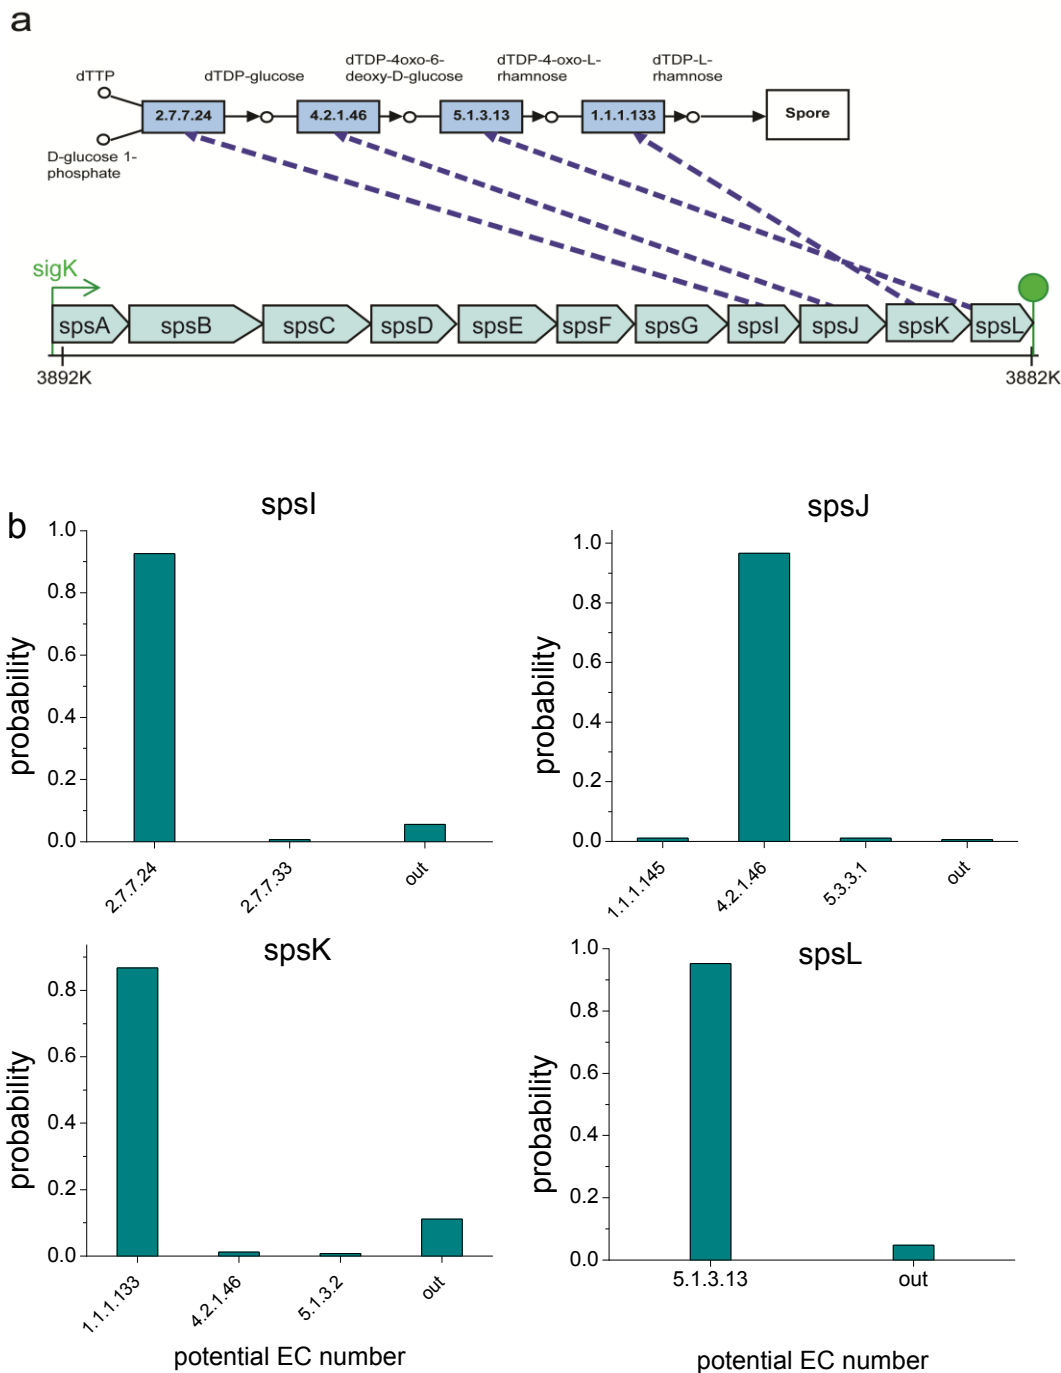 a
dTTP
dTDP-glucose
dTDP-4oxo-6-
deoxy-D-glucose
dTDP-4-oxo-L-
rhamnose
dTDP-L-
rhamnose
2.7.7.24
4.2.1.46
5.1.3.13
1.1.1.133
Spore
D-glucose 1-
phosphate
sigK
spsA
spsB
spsC
spsD
spsE
spsF
spsG
spsI
spsJ
spsK
spsL
3892K
3882K
b
spsI
probability
1.0
0.8
0.6
0.4
0.2
0.0
2.7.7.24
2.7.7.33
out
spsJ
probability
1.0
0.8
0.6
0.4
0.2
0.0
1.1.1.145
4.2.1.46
5.3.3.1
out
spsK
probability
0.8
0.6
0.4
0.2
0.0
1.1.1.133
4.2.1.46
5.1.3.2
out
potential EC number
spsL
probability
1.0
0.8
0.6
0.4
0.2
0.0
5.1.3.13
out
potential EC number